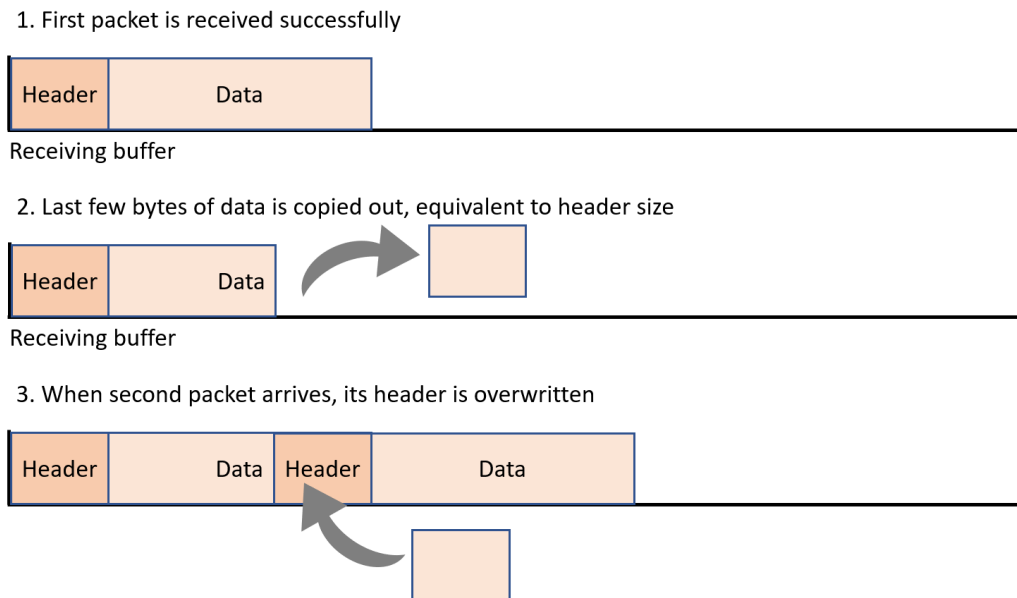 1. First packet is received successfully
Header Data
Receiving buffer
2. Last few bytes of data is copied out, equivalent to header size
Header Data
Receiving buffer
3. When second packet arrives, its header is overwritten
Header Data Header Data